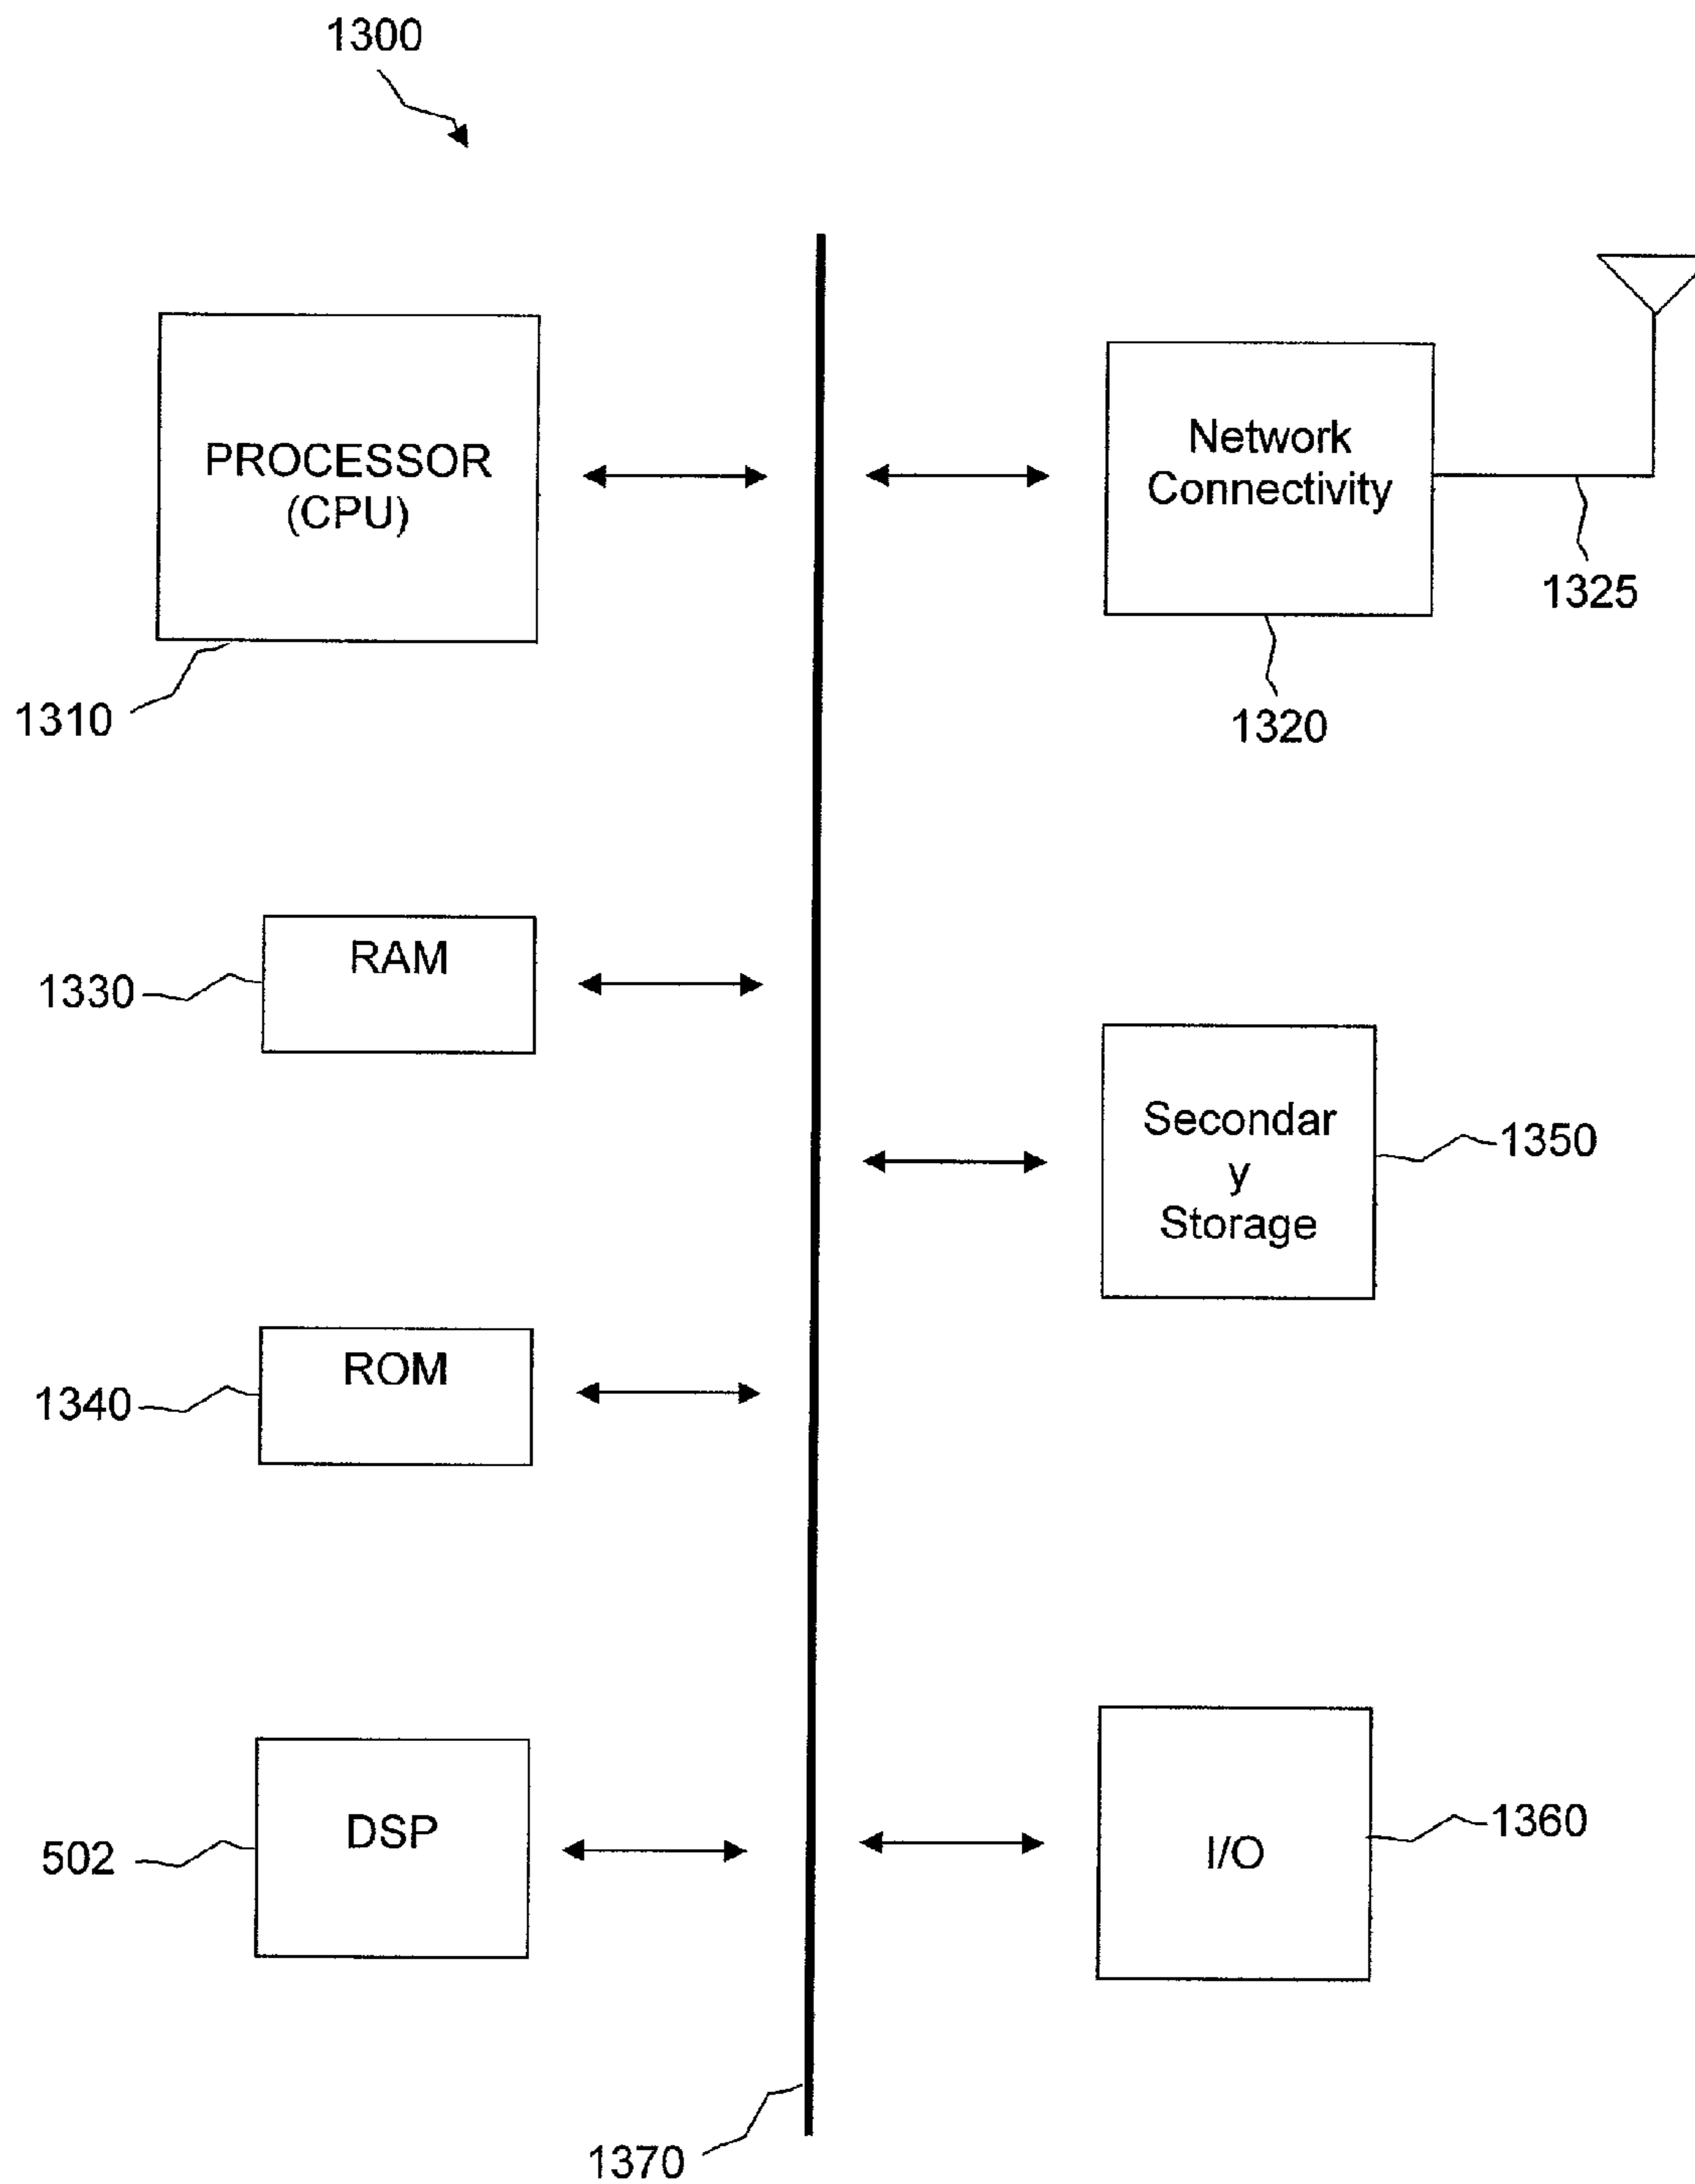 1300
PROCESSOR
(CPU)
1310
Network
Connectivity
1325
1320
RAM
1330
Secondar
y
Storage
1350
ROM
1340
DSP
502
I/O
1360
1370